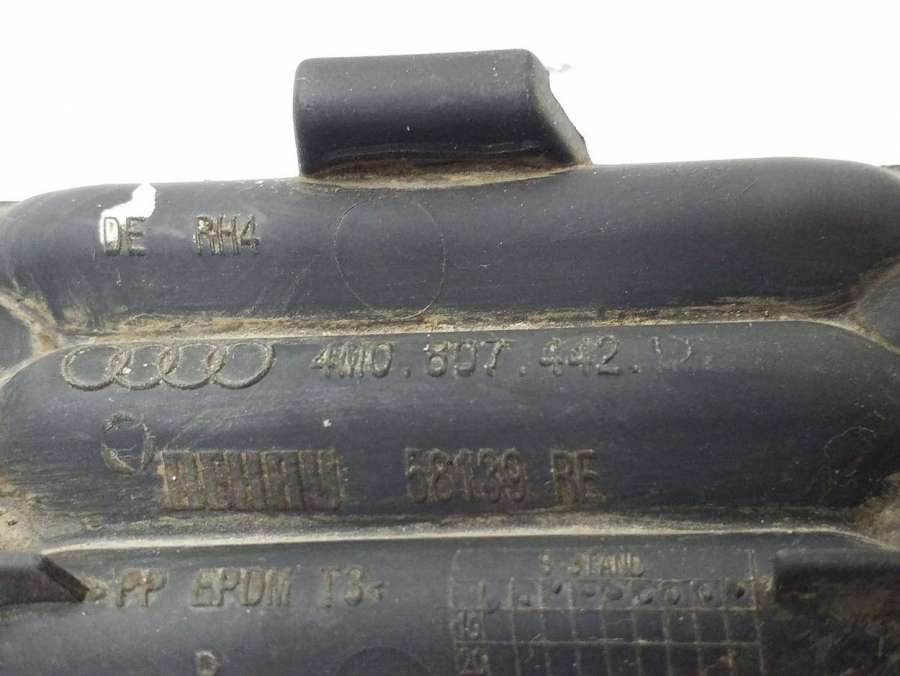 DE RH4
4M0.807.442.
58139 RE
>PP EPDM T3<
STAND